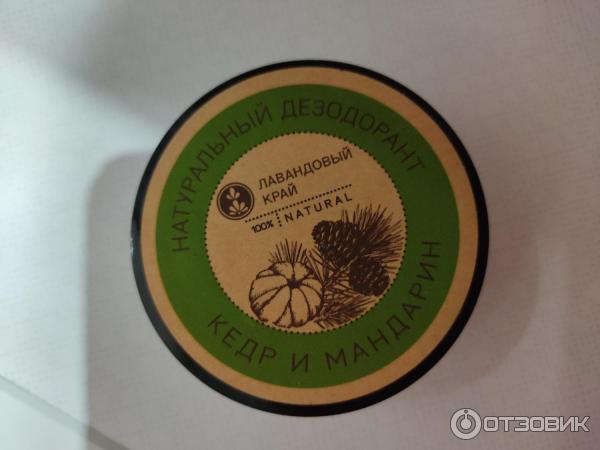 НАТУРАЛЬНЫЙ ДЕЗОДОРАНТ
ЛАВАНДОВЫЙ
КРАЙ
100% NATURAL
КЕДР И МАНДАРИН
ОТЗОВИК